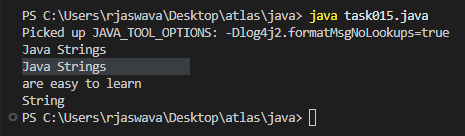 PS C:\Users\rjaswava\Desktop\atlas\java> java task015.java
Picked up JAVA_TOOL_OPTIONS: -Dlog4j2.formatMsgNoLookups=true
Java Strings
Java Strings
are easy to learn
String
PS C:\Users\rjaswava\Desktop\atlas\java>